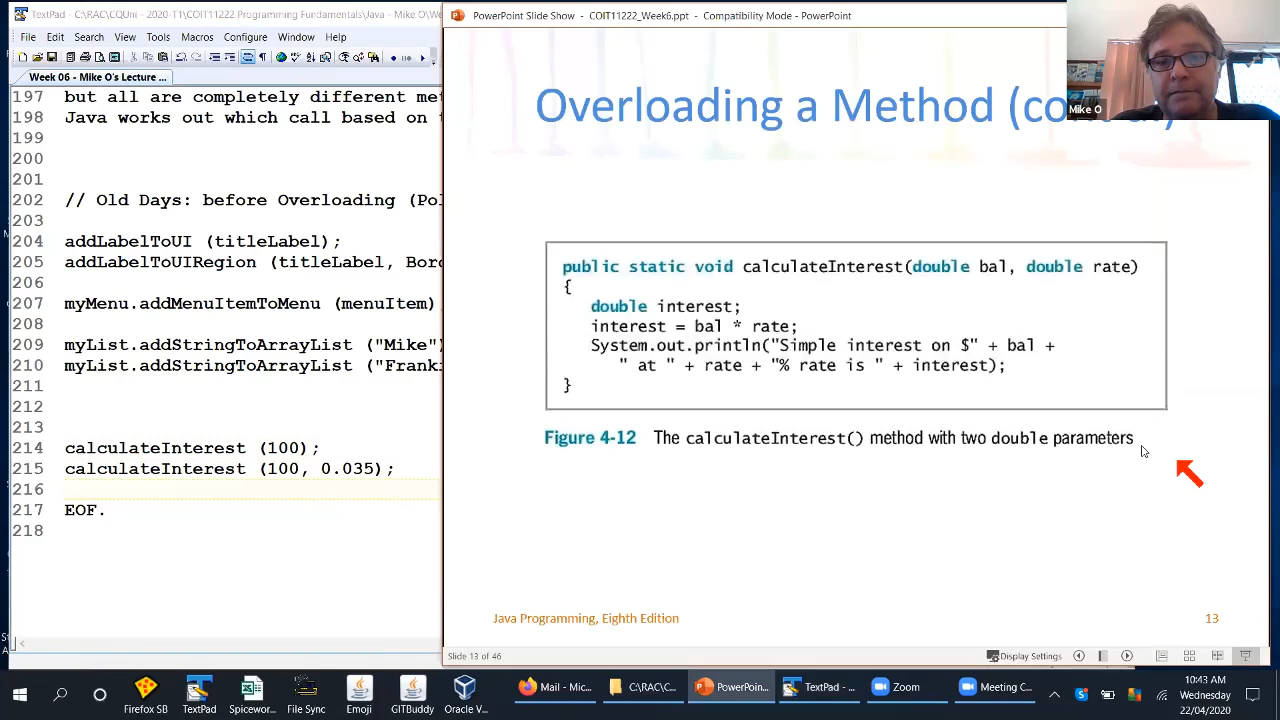 TextPad - C:\RAC\CQUni - 2020-T1\COIT11222 Programming Fundamentals\Java - Mike O's Lecture
File Edit Search View Tools Macros Configure Window Help
Week 06 - Mike O's Lecture ...
197 but all are completely different met
198 Java works out which call based on t
199
200
201
202 // Old Days: before Overloading (Pol
203
204 addLabelToUI (titleLabel);
205 addLabelToUIRegion (titleLabel, Bor
206
207 myMenu.addMenuItemToMenu (menuItem)
208
209 myList.addStringToArrayList ("Mike")
210 myList.addStringToArrayList ("Franki
211
212
213
214 calculateInterest (100);
215 calculateInterest (100, 0.035);
216
217 EOF.
218
PowerPoint Slide Show - COIT11222_Week6.ppt - Compatibility Mode - PowerPoint
Mike O
Overloading a Method (cont'd.)
public static void calculateInterest(double bal, double rate)
{
double interest;
interest = bal * rate;
System.out.println("Simple interest on $" + bal +
" at " + rate + "% rate is " + interest);
}
Figure 4-12 The calculateInterest() method with two double parameters
Java Programming, Eighth Edition
13
Slide 13 of 46
Display Settings
Firefox SB
TextPad
Spicewor...
File Sync
Emoji
GITBuddy
Oracle V...
Mail - Mic...
C:\RAC\C...
PowerPoin...
TextPad - ...
Zoom
Meeting C...
10:43 AM
Wednesday
22/04/2020